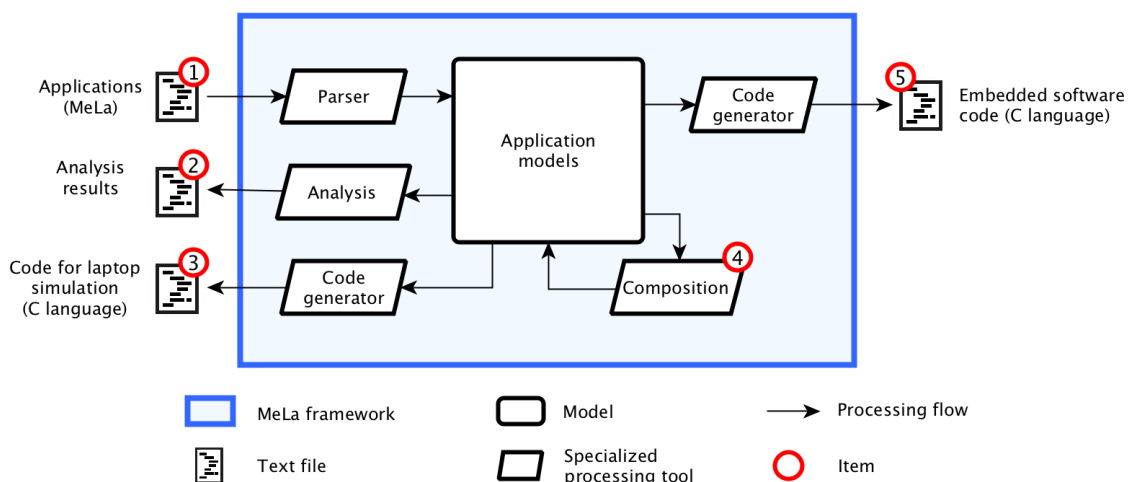 Applications
(MeLa)
1
Parser
Application
models
Code
generator
5
Embedded software
code (C language)
Analysis
results
2
Analysis
Code for laptop
simulation
(C language)
3
Code
generator
4
Composition
MeLa framework
Model
Processing flow
Text file
Specialized
processing tool
Item